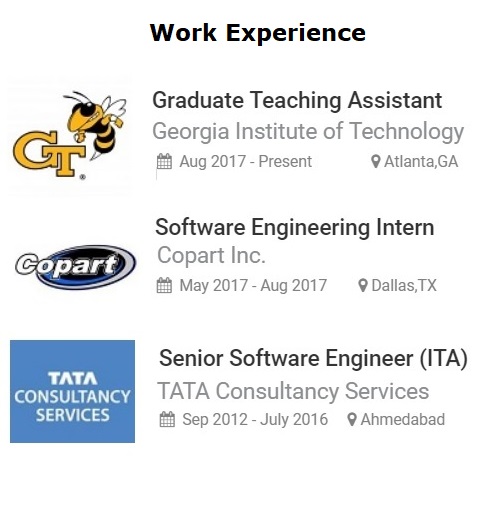 Work Experience
Graduate Teaching Assistant
Georgia Institute of Technology
GT®
Aug 2017 - Present Atlanta,GA
Software Engineering Intern
Copart Inc.
Copart
May 2017 - Aug 2017 Dallas,TX
Senior Software Engineer (ITA)
TATA Consultancy Services
TATA
CONSULTANCY
SERVICES
Sep 2012 - July 2016 Ahmedabad